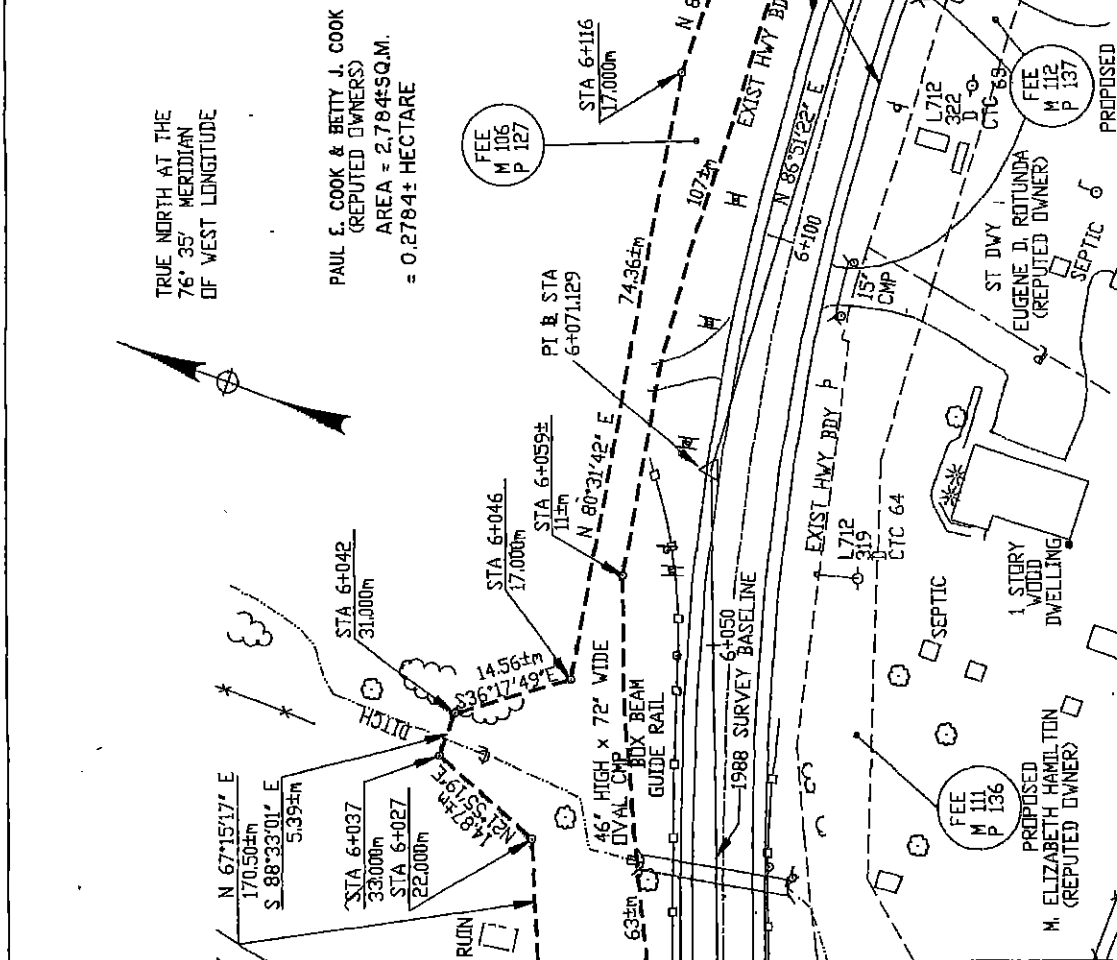 TRUE NORTH AT THE
76° 35' MERIDIAN
OF WEST LONGITUDE
PAUL E. COOK & BETTY J. COOK
(REPUTED OWNERS)
AREA = 2,784±SQ.M.
= 0.2784± HECTARE
FEE
M 106
P 127
STA 6+116
17.000m
N 8
EXIST HWY BD
107±m
74.36±m
N 86°51'22" E
6+100
PI B STA
6+071.129
STA 6+059±
11±m
N 80°31'42" E
STA 6+046
17.000m
STA 6+042
31.000m
14.56±m
S36°17'49"E
DITCH
N 67°15'17" E
170.50±m
S 88°33'01" E
5.39±m
STA 6+037
33.000m
STA 6+027
22.000m
14.87±m
N21°55'19"E
RUIN
63±m
46" HIGH x 72" WIDE
OVAL CMP
BOX BEAM
GUIDE RAIL
6+050
1988 SURVEY BASELINE
EXIST HWY BDY
L712
319
CTC 64
15"
CMP
L712
322
CTC 63
FEE
M 112
P 137
PROPOSED
ST DWY
EUGENE D. ROTUNDA
(REPUTED OWNER)
SEPTIC
1 STORY
WOOD
DWELLING
SEPTIC
FEE
M 111
P 136
PROPOSED
M. ELIZABETH HAMILTON
(REPUTED OWNER)